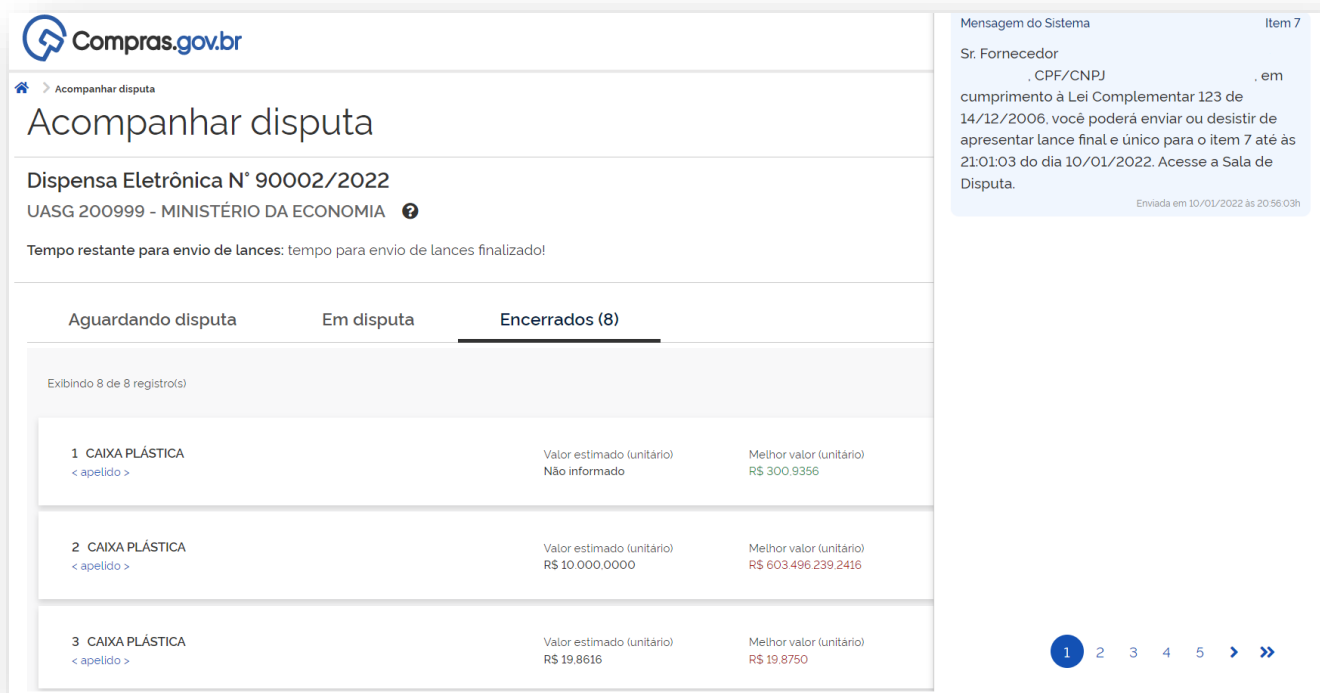 Compras.gov.br
Acompanhar disputa
Acompanhar disputa
Dispensa Eletrônica N° 90002/2022
UASG 200999 - MINISTÉRIO DA ECONOMIA ?
Tempo restante para envio de lances: tempo para envio de lances finalizado!
Aguardando disputa Em disputa Encerrados (8)
Exibindo 8 de 8 registro(s)
1 CAIXA PLÁSTICA
< apelido >
Valor estimado (unitário)
Não informado
Melhor valor (unitário)
R$ 300,9356
2 CAIXA PLÁSTICA
< apelido >
Valor estimado (unitário)
R$ 10.000,0000
Melhor valor (unitário)
R$ 603.496.239,2416
3 CAIXA PLÁSTICA
< apelido >
Valor estimado (unitário)
R$ 19,8616
Melhor valor (unitário)
R$ 19,8750
Mensagem do Sistema Item 7
Sr. Fornecedor
, CPF/CNPJ , em
cumprimento à Lei Complementar 123 de
14/12/2006, você poderá enviar ou desistir de
apresentar lance final e único para o item 7 até às
21:01:03 do dia 10/01/2022. Acesse a Sala de
Disputa.
Enviada em 10/01/2022 às 20:56:03h
1 2 3 4 5